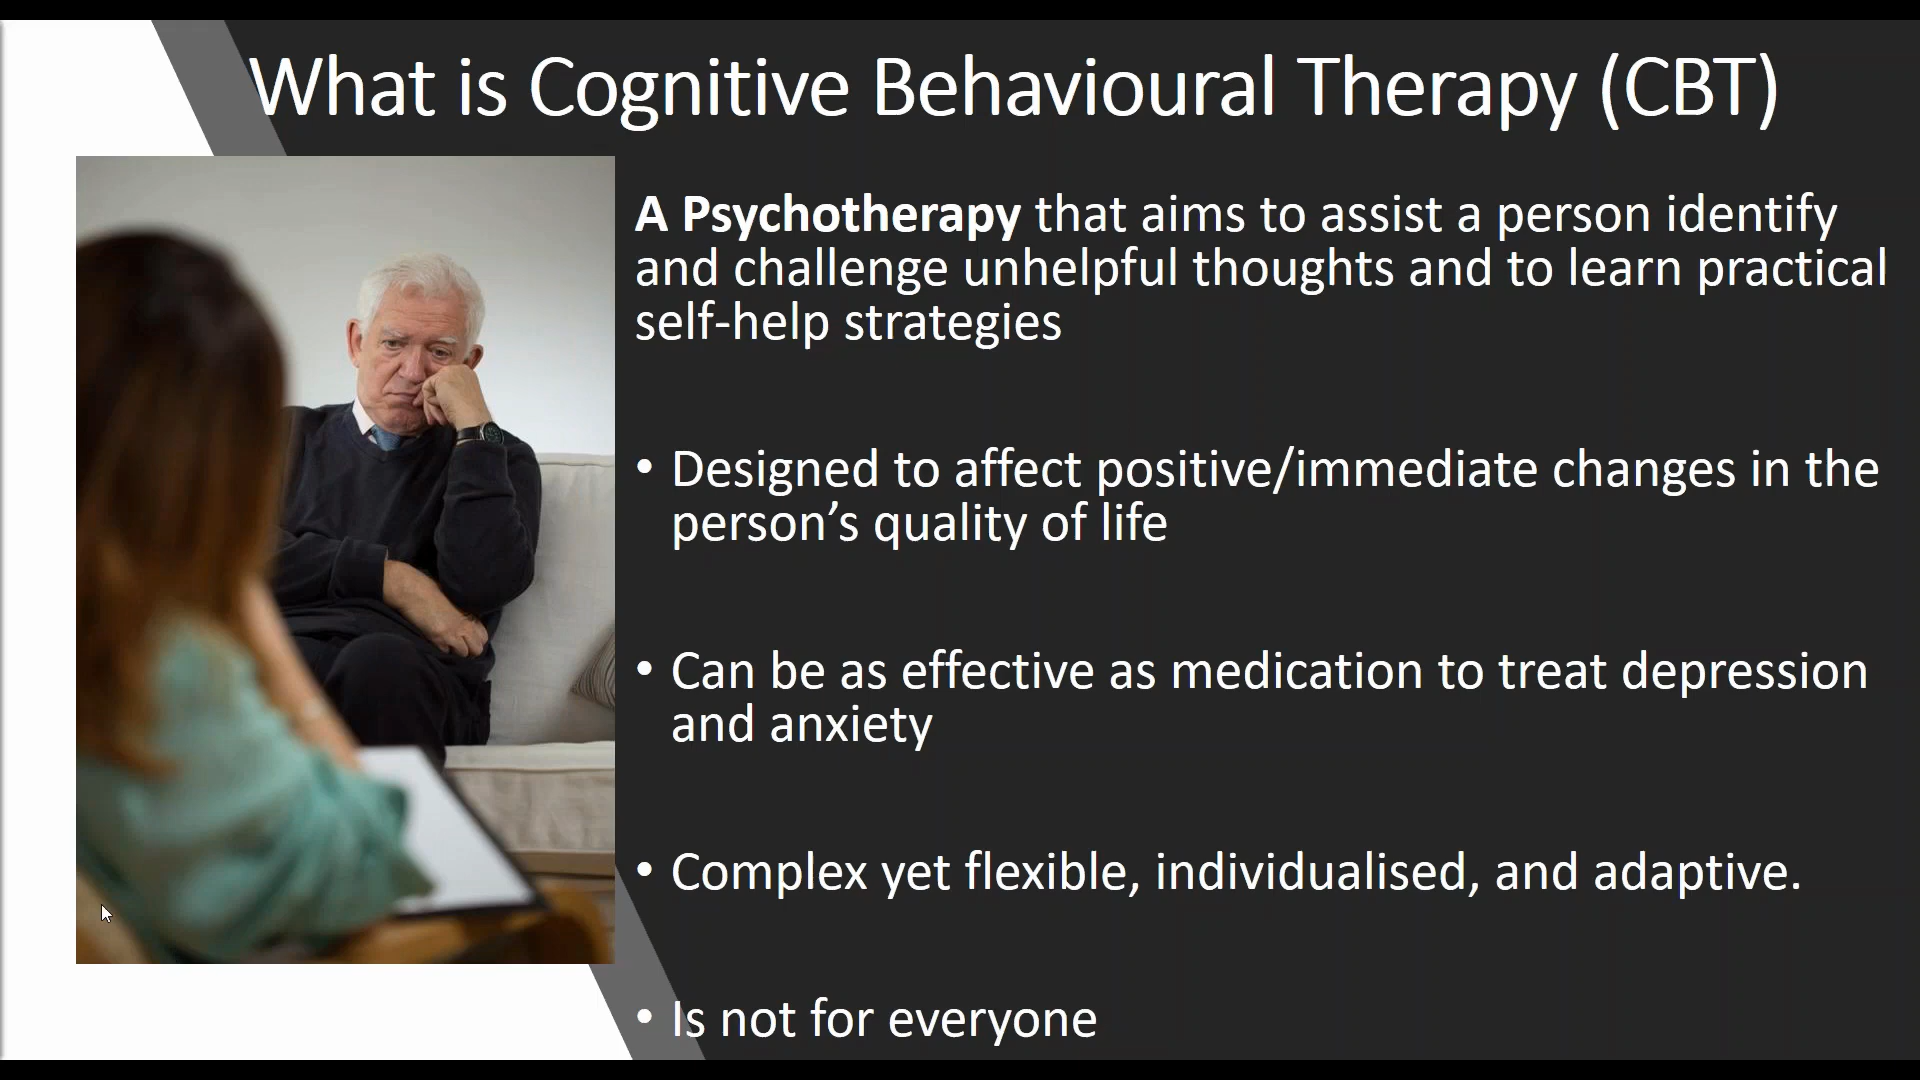 What is Cognitive Behavioural Therapy (CBT)
A Psychotherapy that aims to assist a person identify
and challenge unhelpful thoughts and to learn practical
self-help strategies
• Designed to affect positive/immediate changes in the
person’s quality of life
• Can be as effective as medication to treat depression
and anxiety
• Complex yet flexible, individualised, and adaptive.
• Is not for everyone